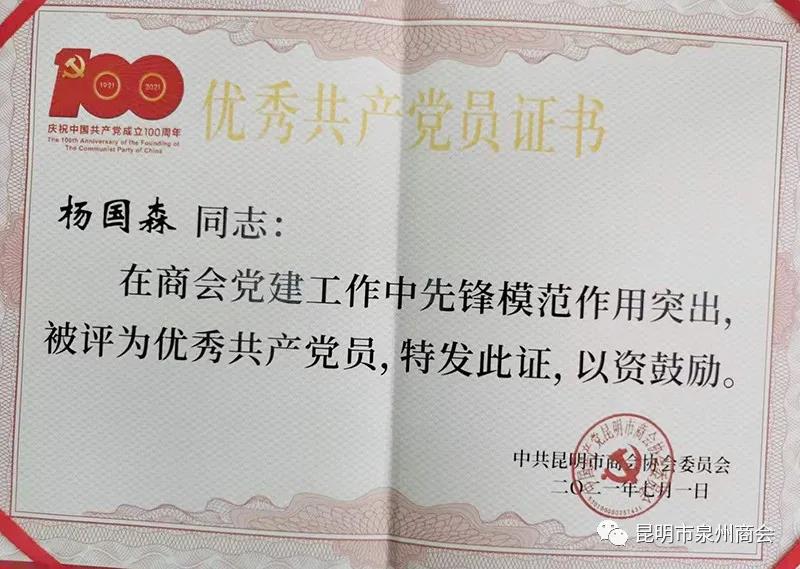 100
1921 2021
庆祝中国共产党成立100周年
The 100th Anniversary of the Founding of
The Communist Party of China
优秀共产党员证书
杨国森 同志：
在商会党建工作中先锋模范作用突出，
被评为优秀共产党员，特发此证，以资鼓励。
中共昆明市商会协会委员会
二〇二一年七月一日
昆明市泉州商会